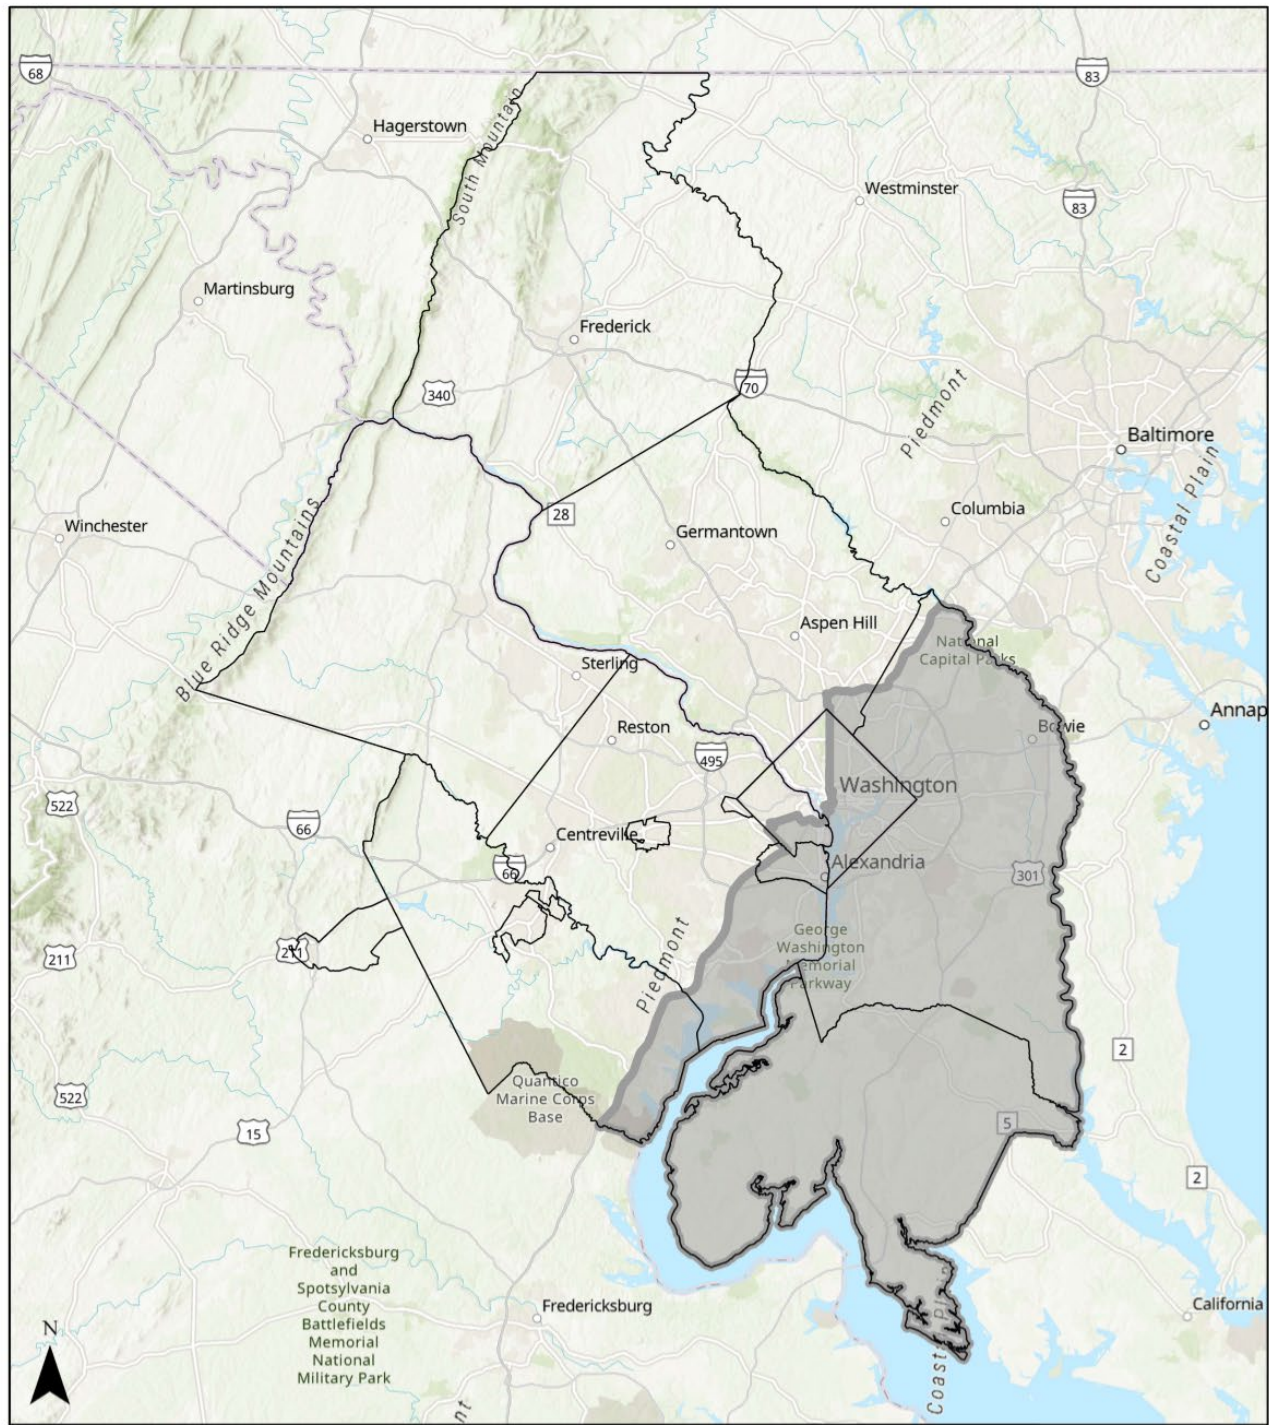 68
83
Hagerstown
South Mountain
Westminster
83
Martinsburg
Frederick
340
70
Piedmont
Baltimore
Coastal Plain
Winchester
28
Columbia
Germantown
Blue Ridge Mountains
Aspen Hill
National
Capital Parks
Sterling
Reston
Bowie
Annap
495
Washington
522
66
Centreville
66
Alexandria
301
211
211
George
Washington
Memorial
Parkway
Piedmont
2
Quantico
Marine Corps
Base
522
15
5
2
Fredericksburg
and
Spotsylvania
County
Battlefields
Memorial
National
Military Park
Fredericksburg
California
N
Coast
Plain
nt